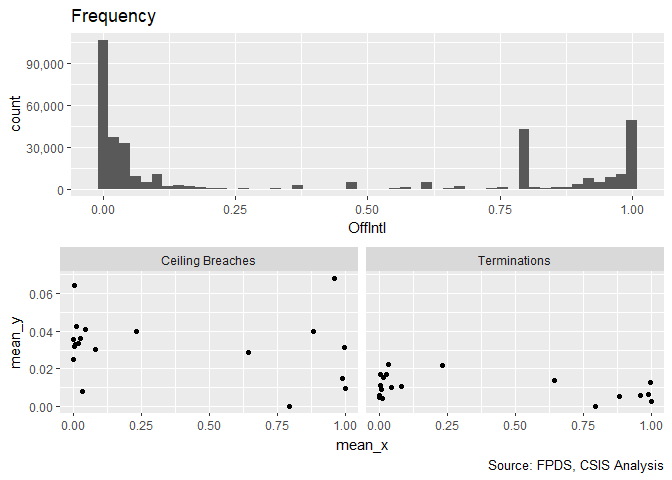 Frequency
count
90,000
60,000
30,000
0
0.00 0.25 0.50 0.75 1.00
OffIntl
Ceiling Breaches Terminations
mean_y
0.06
0.04
0.02
0.00
0.00 0.25 0.50 0.75 1.00 0.00 0.25 0.50 0.75 1.00
mean_x
Source: FPDS, CSIS Analysis